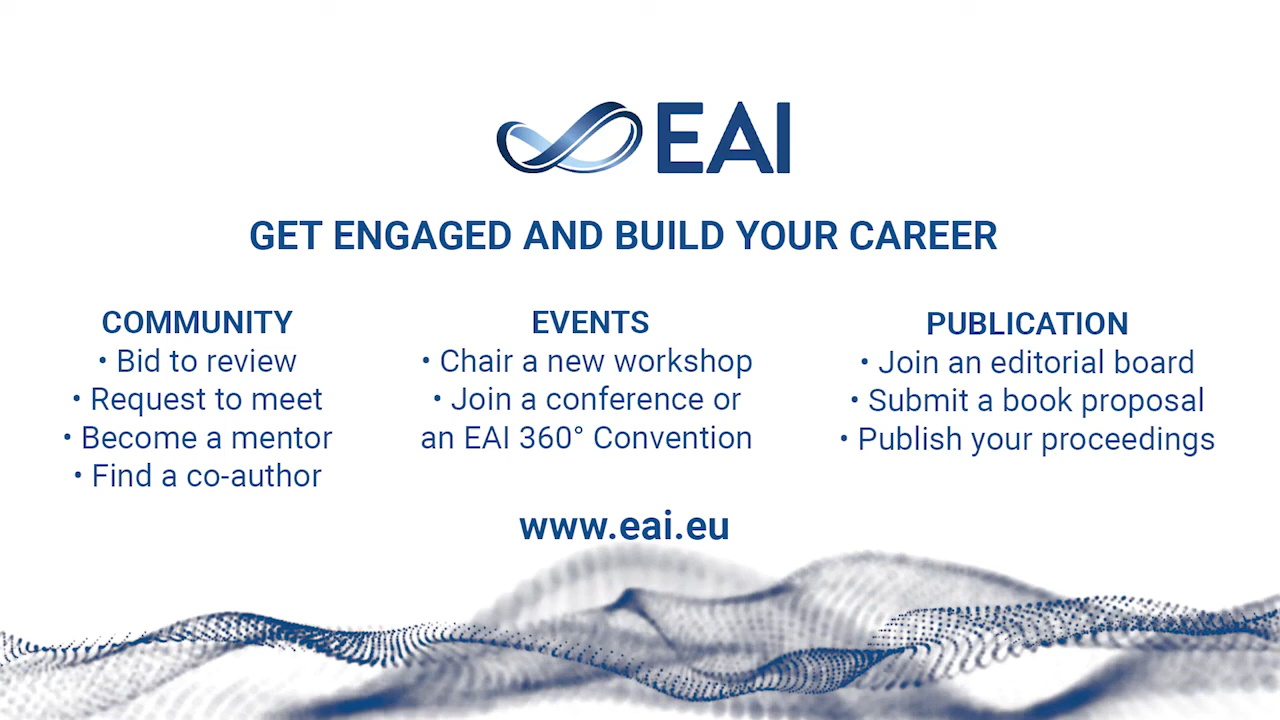 EAI
GET ENGAGED AND BUILD YOUR CAREER
COMMUNITY
• Bid to review
• Request to meet
• Become a mentor
• Find a co-author
EVENTS
• Chair a new workshop
• Join a conference or
an EAI 360° Convention
PUBLICATION
• Join an editorial board
• Submit a book proposal
• Publish your proceedings
www.eai.eu